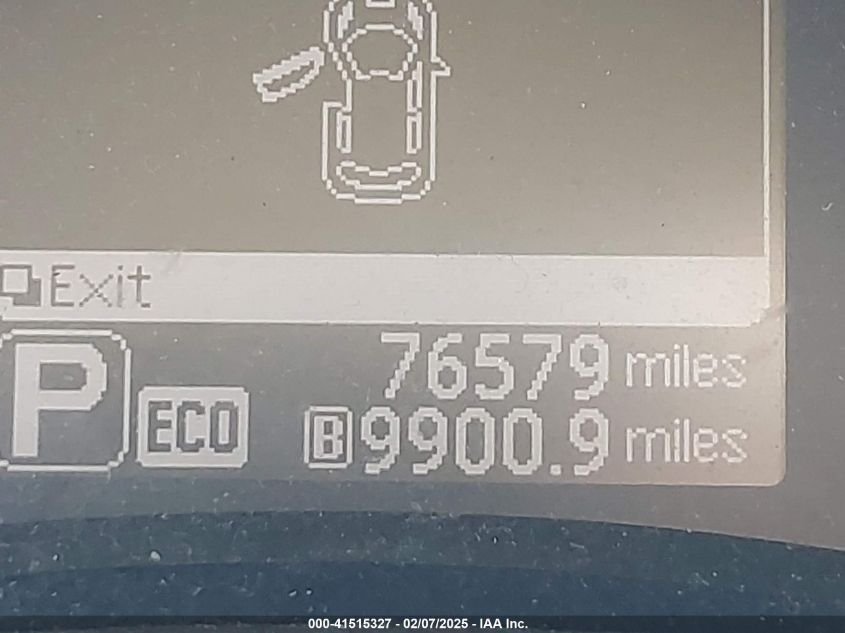 Exit
P
ECO
76579 miles
B 9900.9 miles
000-41515327 - 02/07/2025 - IAA Inc.